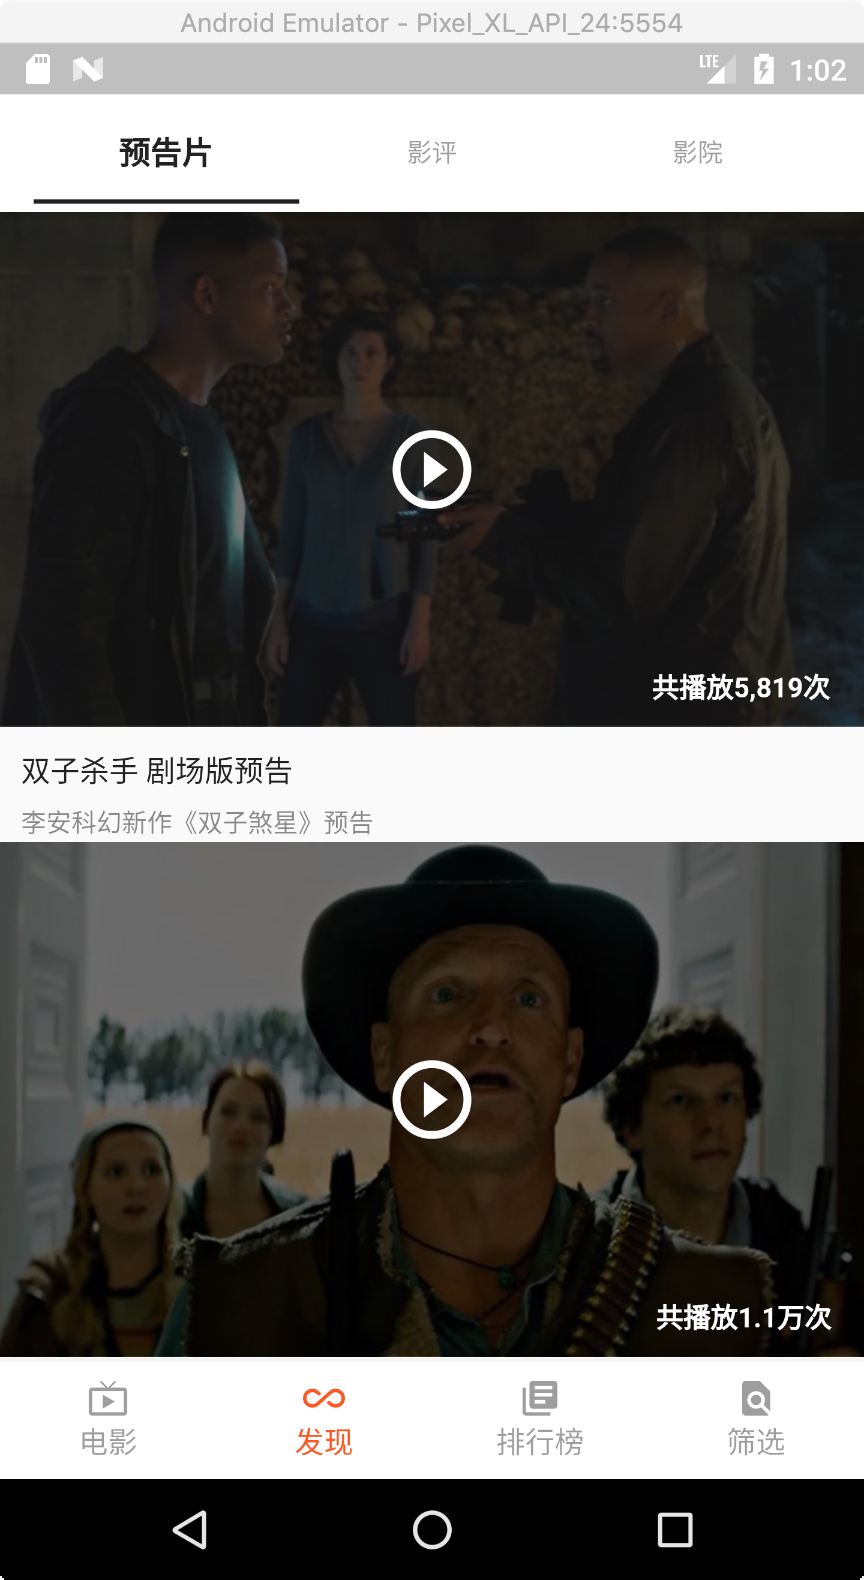 Android Emulator - Pixel_XL_API_24:5554
LTE 1:02
预告片 影评 影院
共播放5,819次
双子杀手 剧场版预告
李安科幻新作《双子煞星》预告
共播放1.1万次
电影 发现 排行榜 筛选